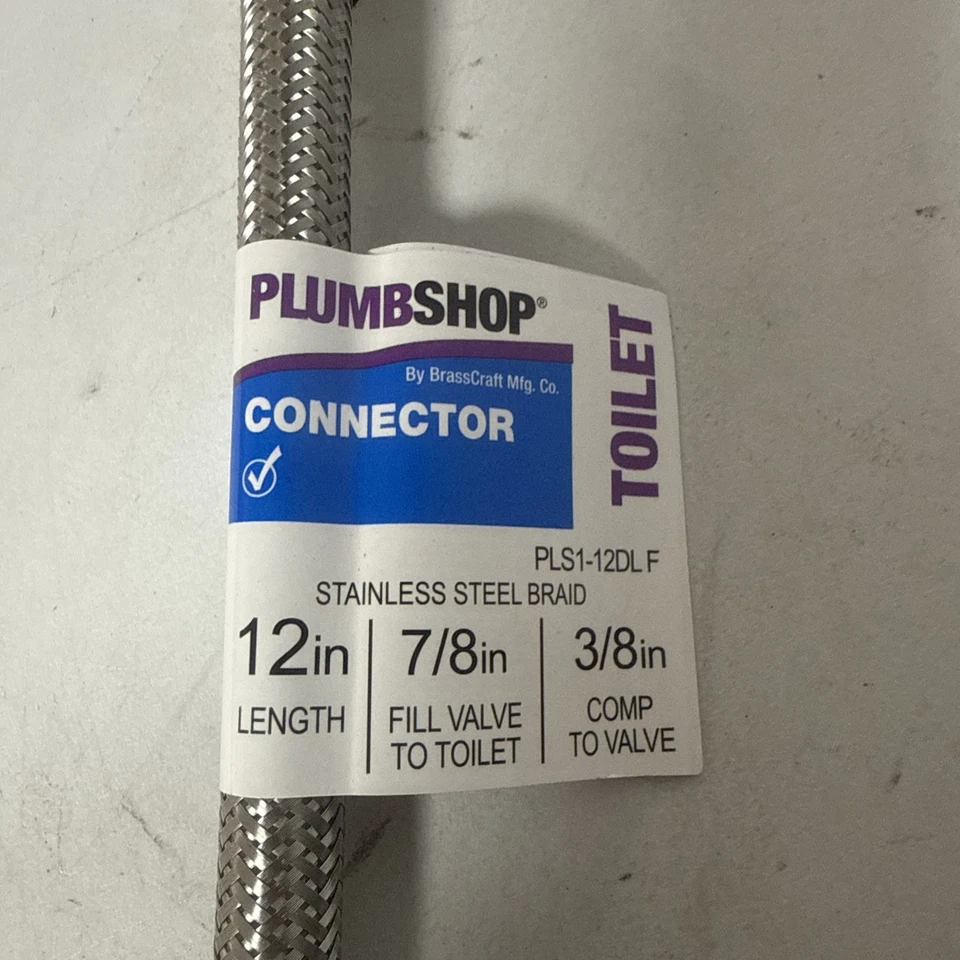 PLUMBSHOP®
By BrassCraft Mfg. Co.
CONNECTOR
TOILET
PLS1-12DL F
STAINLESS STEEL BRAID
12in
LENGTH
7/8in
FILL VALVE
TO TOILET
3/8in
COMP
TO VALVE